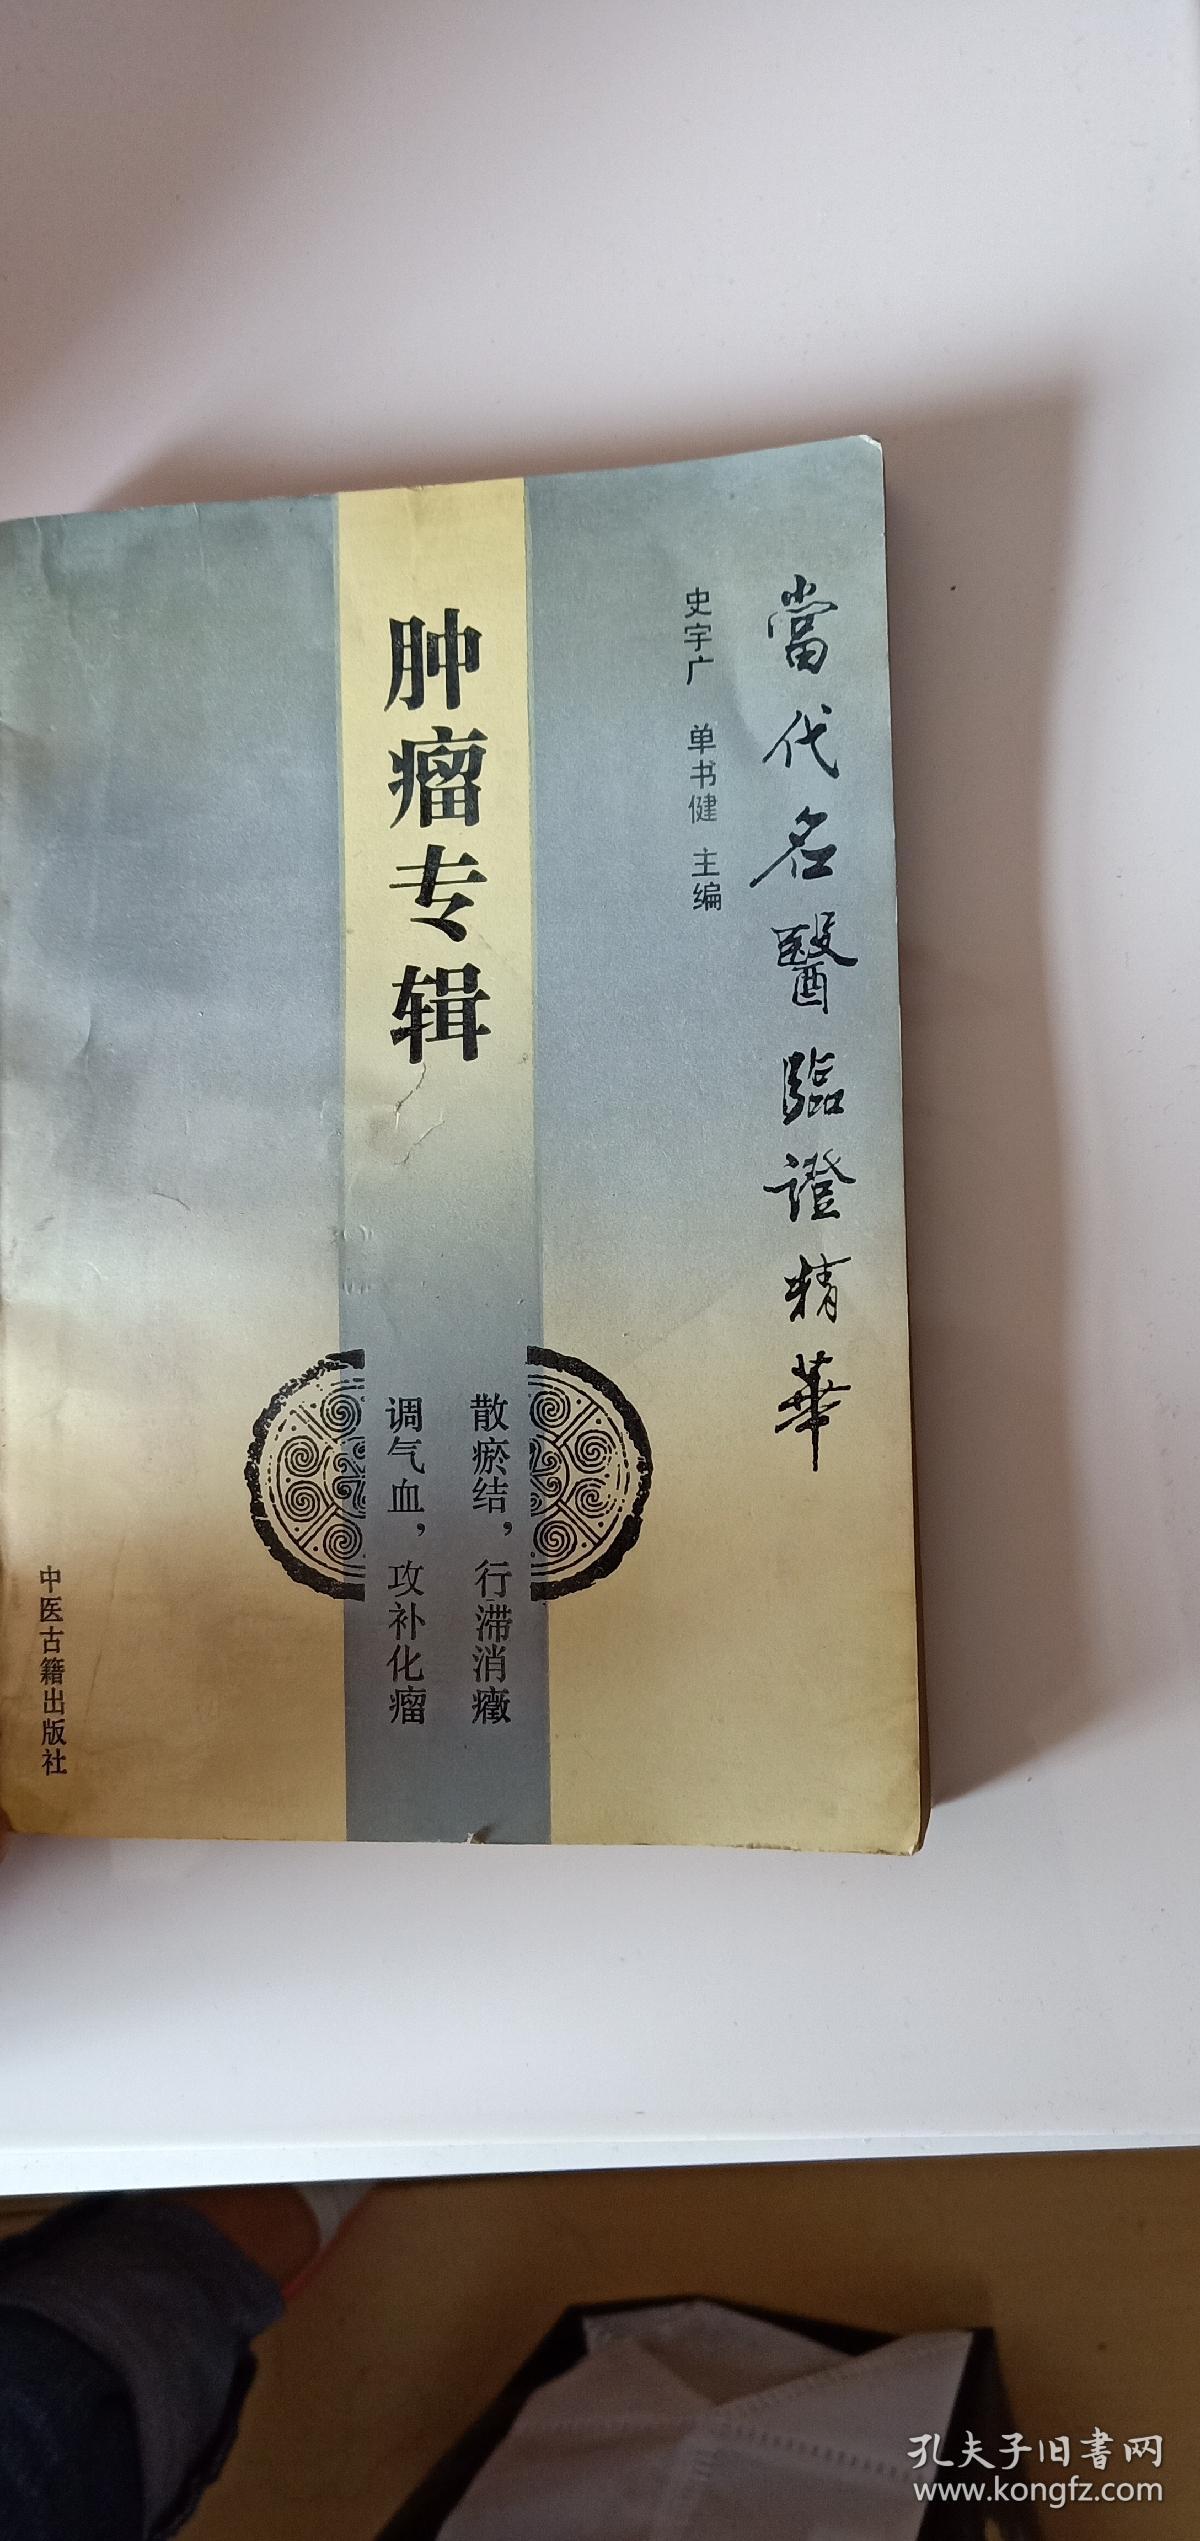 當代名醫臨證精華
史宇广 单书健 主编
肿瘤专辑
散瘀结，行滞消癥
调气血，攻补化瘤
中医古籍出版社
孔夫子旧书网
www.kongfz.com